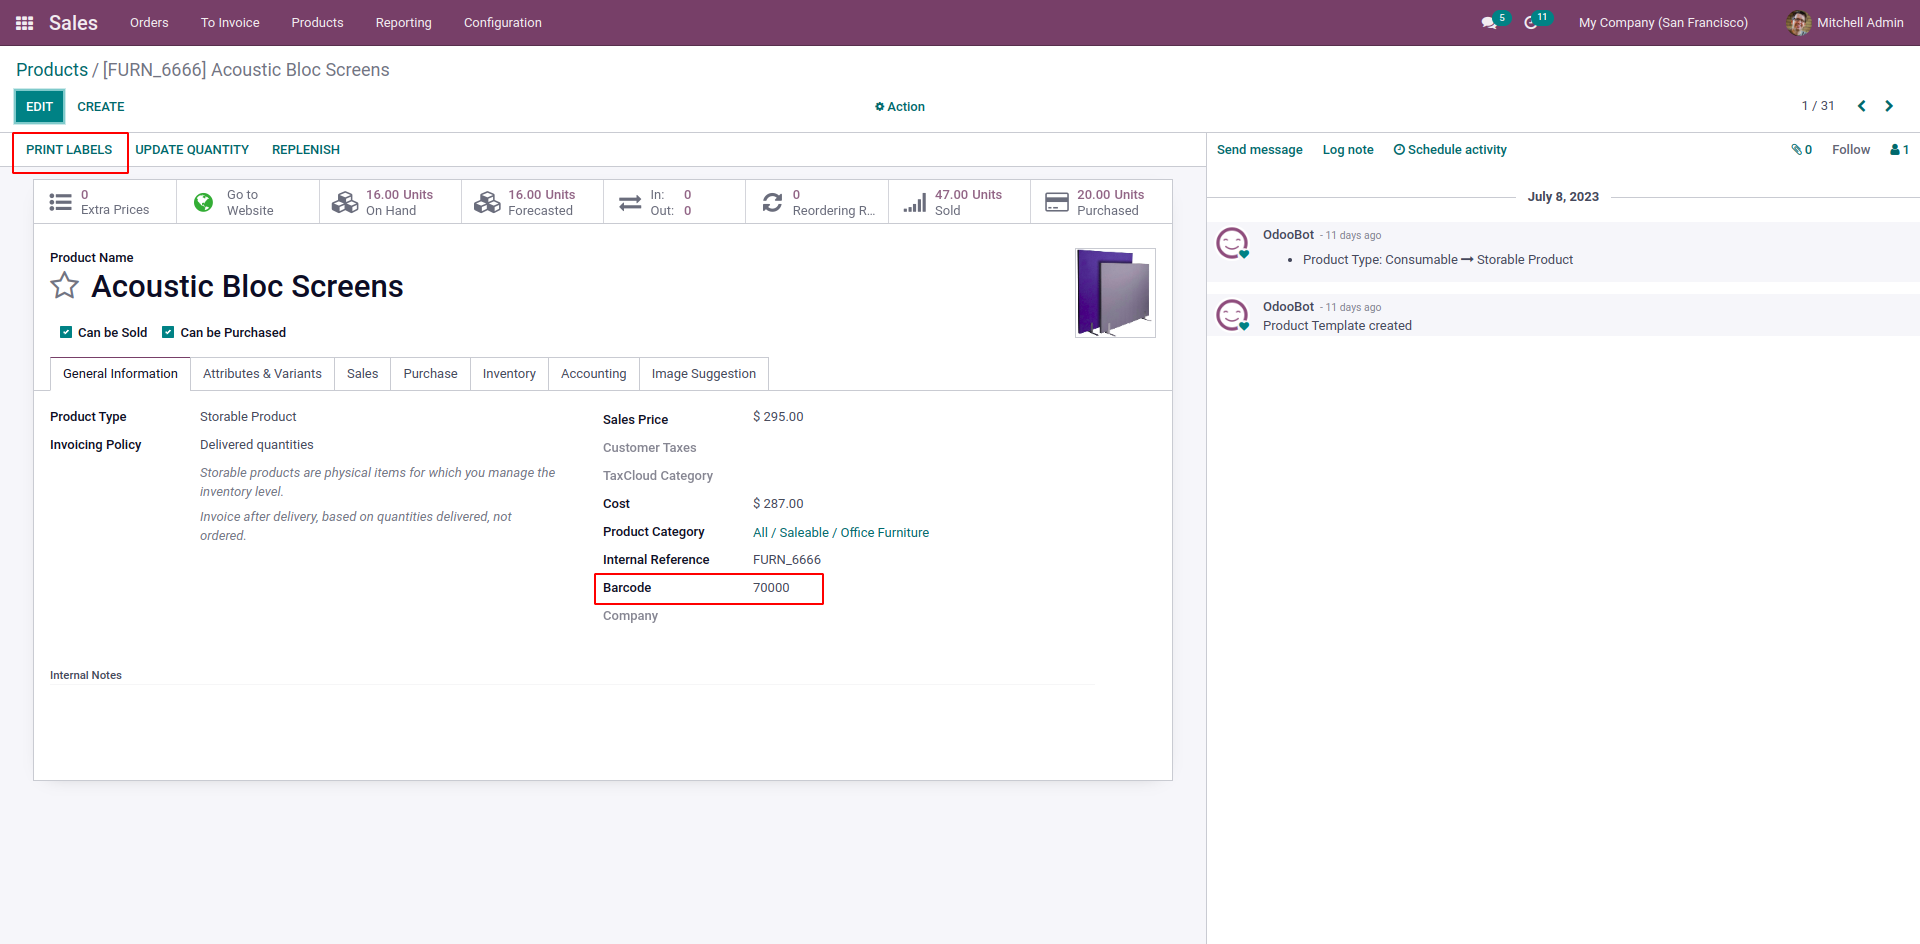 Sales Orders To Invoice Products Reporting Configuration 5 11 My Company (San Francisco) Mitchell Admin
Products / [FURN_6666] Acoustic Bloc Screens
EDIT CREATE Action 1 / 31
PRINT LABELS UPDATE QUANTITY REPLENISH
0 Extra Prices
Go to Website
16.00 Units On Hand
16.00 Units Forecasted
In: 0
Out: 0
0 Reordering R...
47.00 Units Sold
20.00 Units Purchased
Product Name
Acoustic Bloc Screens
Can be Sold Can be Purchased
General Information Attributes & Variants Sales Purchase Inventory Accounting Image Suggestion
Product Type Storable Product
Invoicing Policy Delivered quantities
Storable products are physical items for which you manage the
inventory level.
Invoice after delivery, based on quantities delivered, not
ordered.
Sales Price $ 295.00
Customer Taxes
TaxCloud Category
Cost $ 287.00
Product Category All / Saleable / Office Furniture
Internal Reference FURN_6666
Barcode 70000
Company
Internal Notes
Send message Log note Schedule activity 0 Follow 1
July 8, 2023
OdooBot - 11 days ago
• Product Type: Consumable → Storable Product
OdooBot - 11 days ago
Product Template created